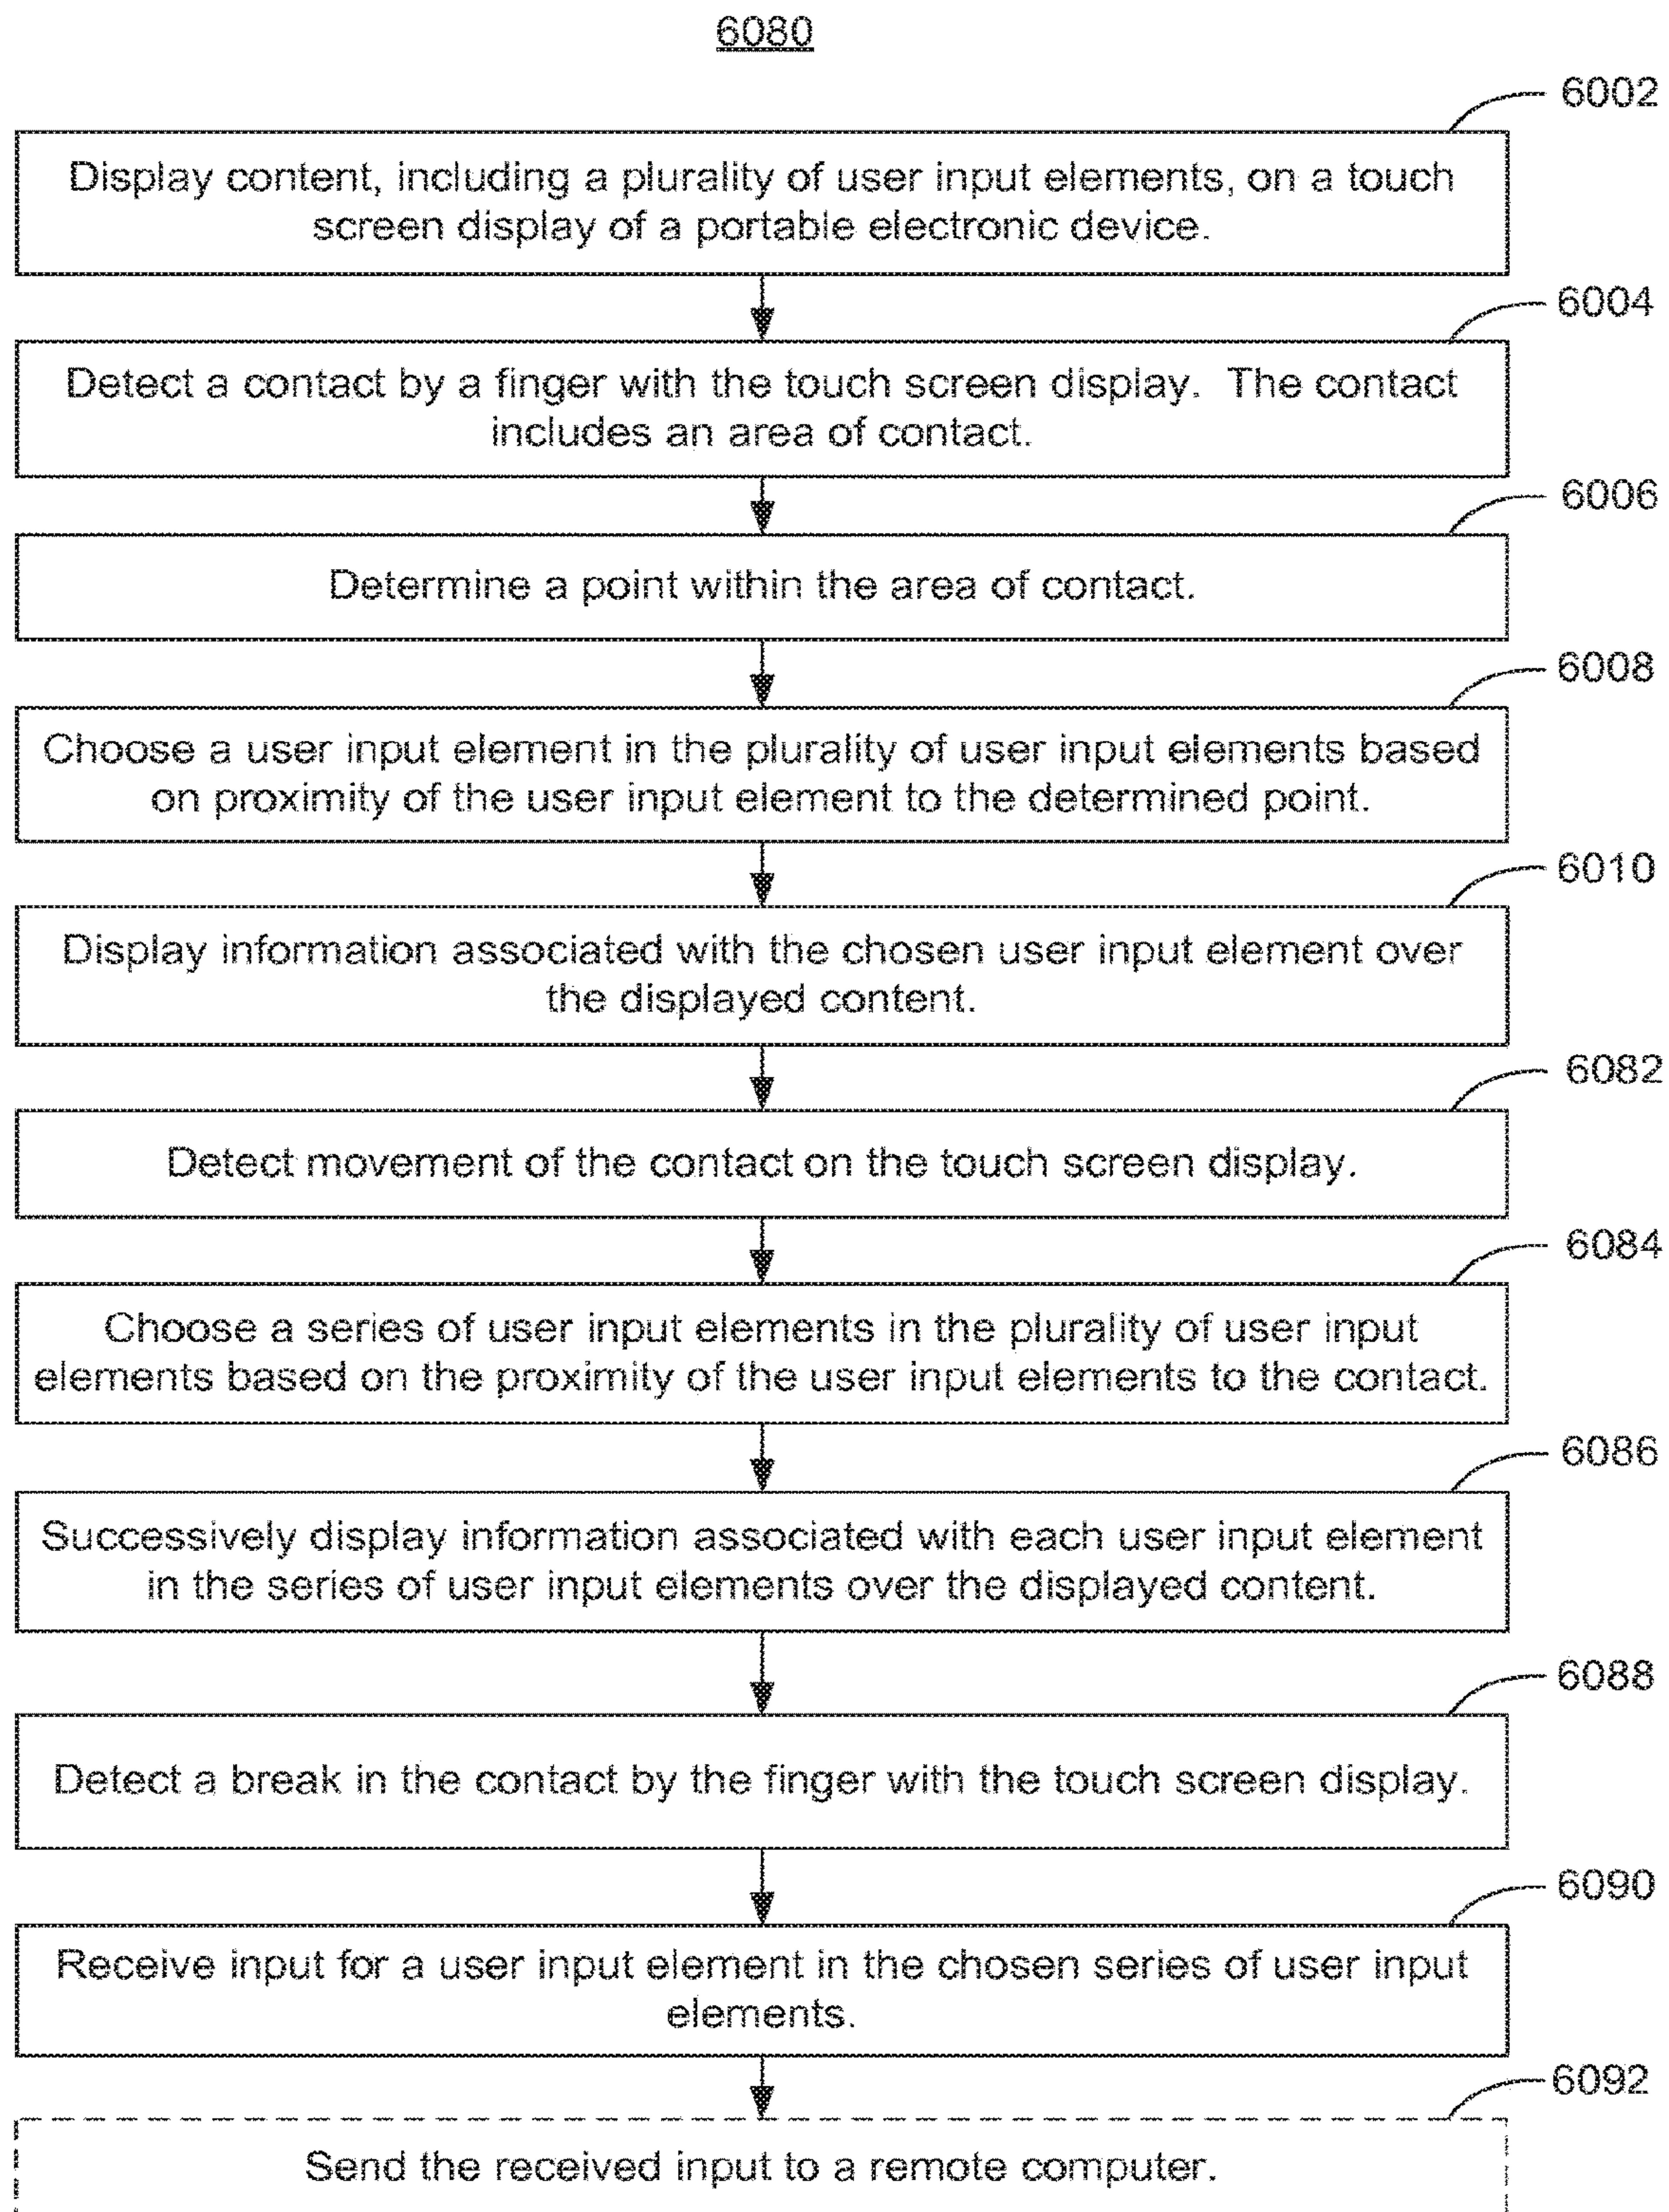 6080
6002
Display content, including a plurality of user input elements, on a touch
screen display of a portable electronic device.
6004
Detect a contact by a finger with the touch screen display. The contact
includes an area of contact.
6006
Determine a point within the area of contact.
6008
Choose a user input element in the plurality of user input elements based
on proximity of the user input element to the determined point.
6010
Display information associated with the chosen user input element over
the displayed content.
6082
Detect movement of the contact on the touch screen display.
6084
Choose a series of user input elements in the plurality of user input
elements based on the proximity of the user input elements to the contact.
6086
Successively display information associated with each user input element
in the series of user input elements over the displayed content.
6088
Detect a break in the contact by the finger with the touch screen display.
6090
Receive input for a user input element in the chosen series of user input
elements.
6092
Send the received input to a remote computer.